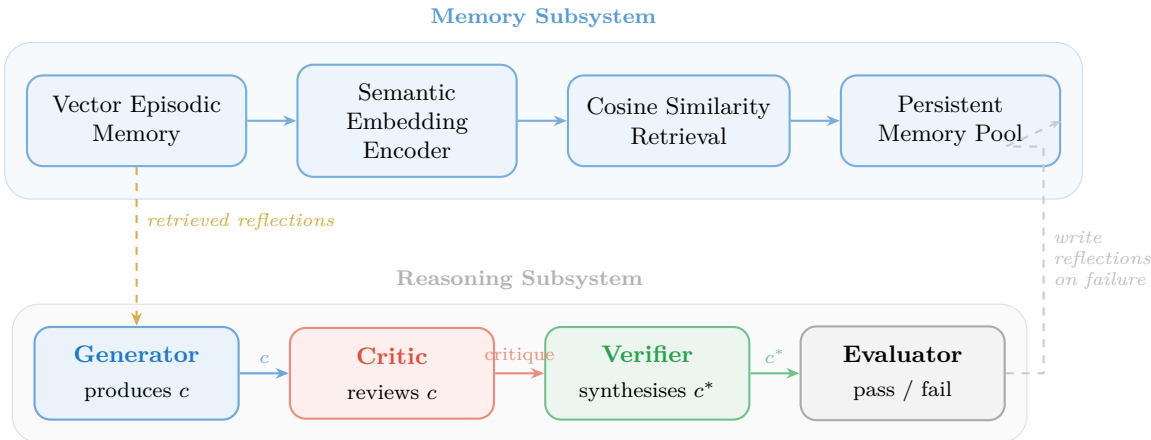 Memory Subsystem
Vector Episodic
Memory
Semantic
Embedding
Encoder
Cosine Similarity
Retrieval
Persistent
Memory Pool
retrieved reflections
write
reflections
on failure
Reasoning Subsystem
Generator
produces c
c
Critic
reviews c
critique
Verifier
synthesises c*
c*
Evaluator
pass / fail